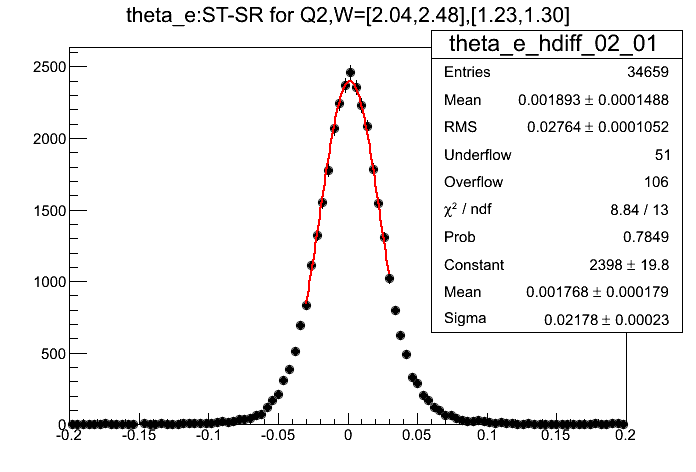 theta_e:ST-SR for Q2,W=[2.04,2.48],[1.23,1.30]
theta_e_hdiff_02_01
Entries 34659
Mean 0.001893 ± 0.0001488
RMS 0.02764 ± 0.0001052
Underflow 51
Overflow 106
χ² / ndf 8.84 / 13
Prob 0.7849
Constant 2398 ± 19.8
Mean 0.001768 ± 0.000179
Sigma 0.02178 ± 0.00023
2500
2000
1500
1000
500
0
-0.2 -0.15 -0.1 -0.05 0 0.05 0.1 0.15 0.2